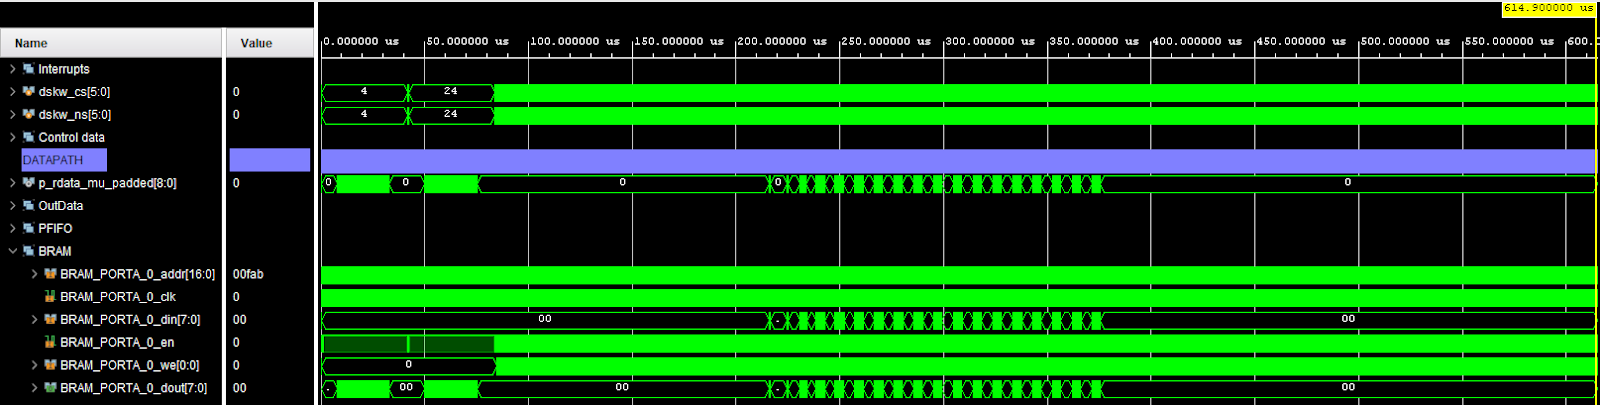 614.900000 us
Name Value 0.000000 us 50.000000 us 100.000000 us 150.000000 us 200.000000 us 250.000000 us 300.000000 us 350.000000 us 400.000000 us 450.000000 us 500.000000 us 550.000000 us 600.
Interrupts
dskw_cs[5:0] 0 4 24
dskw_ns[5:0] 0 4 24
Control data
DATAPATH
p_rdata_mu_padded[8:0] 0 0 0 0 0 0
OutData
PFIFO
BRAM
BRAM_PORTA_0_addr[16:0] 00fab
BRAM_PORTA_0_clk 0
BRAM_PORTA_0_din[7:0] 00 00 - 00
BRAM_PORTA_0_en 0
BRAM_PORTA_0_we[0:0] 0 0
BRAM_PORTA_0_dout[7:0] 00 - 00 00 - 00